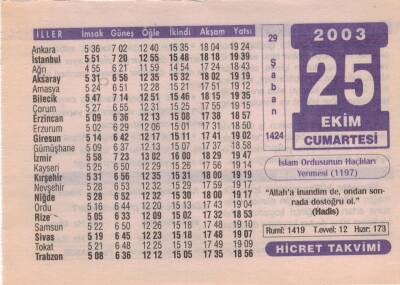 İLLER İmsak Güneş Öğle İkindi Akşam Yatsı
Ankara 5 36 7 02 12 40 15 35 18 04 19 24
İstanbul 5 51 7 20 12 55 15 48 18 18 19 39
Ağrı 4 55 6 21 11 59 14 54 17 24 18 43
Aksaray 5 31 6 56 12 35 15 32 18 02 19 19
Amasya 5 24 6 51 12 28 15 21 17 51 19 12
Bilecik 5 47 7 14 12 51 15 46 18 15 19 35
Çorum 5 27 6 55 12 31 15 25 17 55 19 15
Erzincan 5 09 6 36 12 13 15 08 17 38 18 57
Erzurum 5 02 6 29 12 06 15 01 17 31 18 50
Giresun 5 14 6 42 12 17 15 11 17 41 19 02
Gümüşhane 5 09 6 37 12 13 15 07 17 37 18 58
İzmir 5 58 7 23 13 02 16 00 18 29 19 47
Kayseri 5 25 6 50 12 29 15 26 17 56 19 14
Kırşehir 5 31 6 56 12 35 15 31 18 00 19 19
Nevşehir 5 28 6 53 12 32 15 29 17 59 19 17
Niğde 5 28 6 52 12 32 15 30 18 00 19 17
Ordu 5 16 6 44 12 20 15 13 17 43 19 04
Rize 5 05 6 33 12 09 15 02 17 32 18 53
Samsun 5 22 6 50 12 26 15 18 17 48 19 10
Sivas 5 19 6 45 12 23 15 18 17 48 19 07
Tokat 5 21 6 48 12 25 15 19 17 49 19 09
Trabzon 5 08 6 36 12 12 15 05 17 35 18 56
29
Şaban
1424
2003
25
EKİM
CUMARTESİ
İslam Ordusunun Haçlıları
Yenmesi (1197)
"Allah'a inandım de, ondan son-
rada dostoğru ol."
(Hadis)
Rumî: 1419 T.evvel: 12 Hızır: 173
HİCRET TAKVİMİ